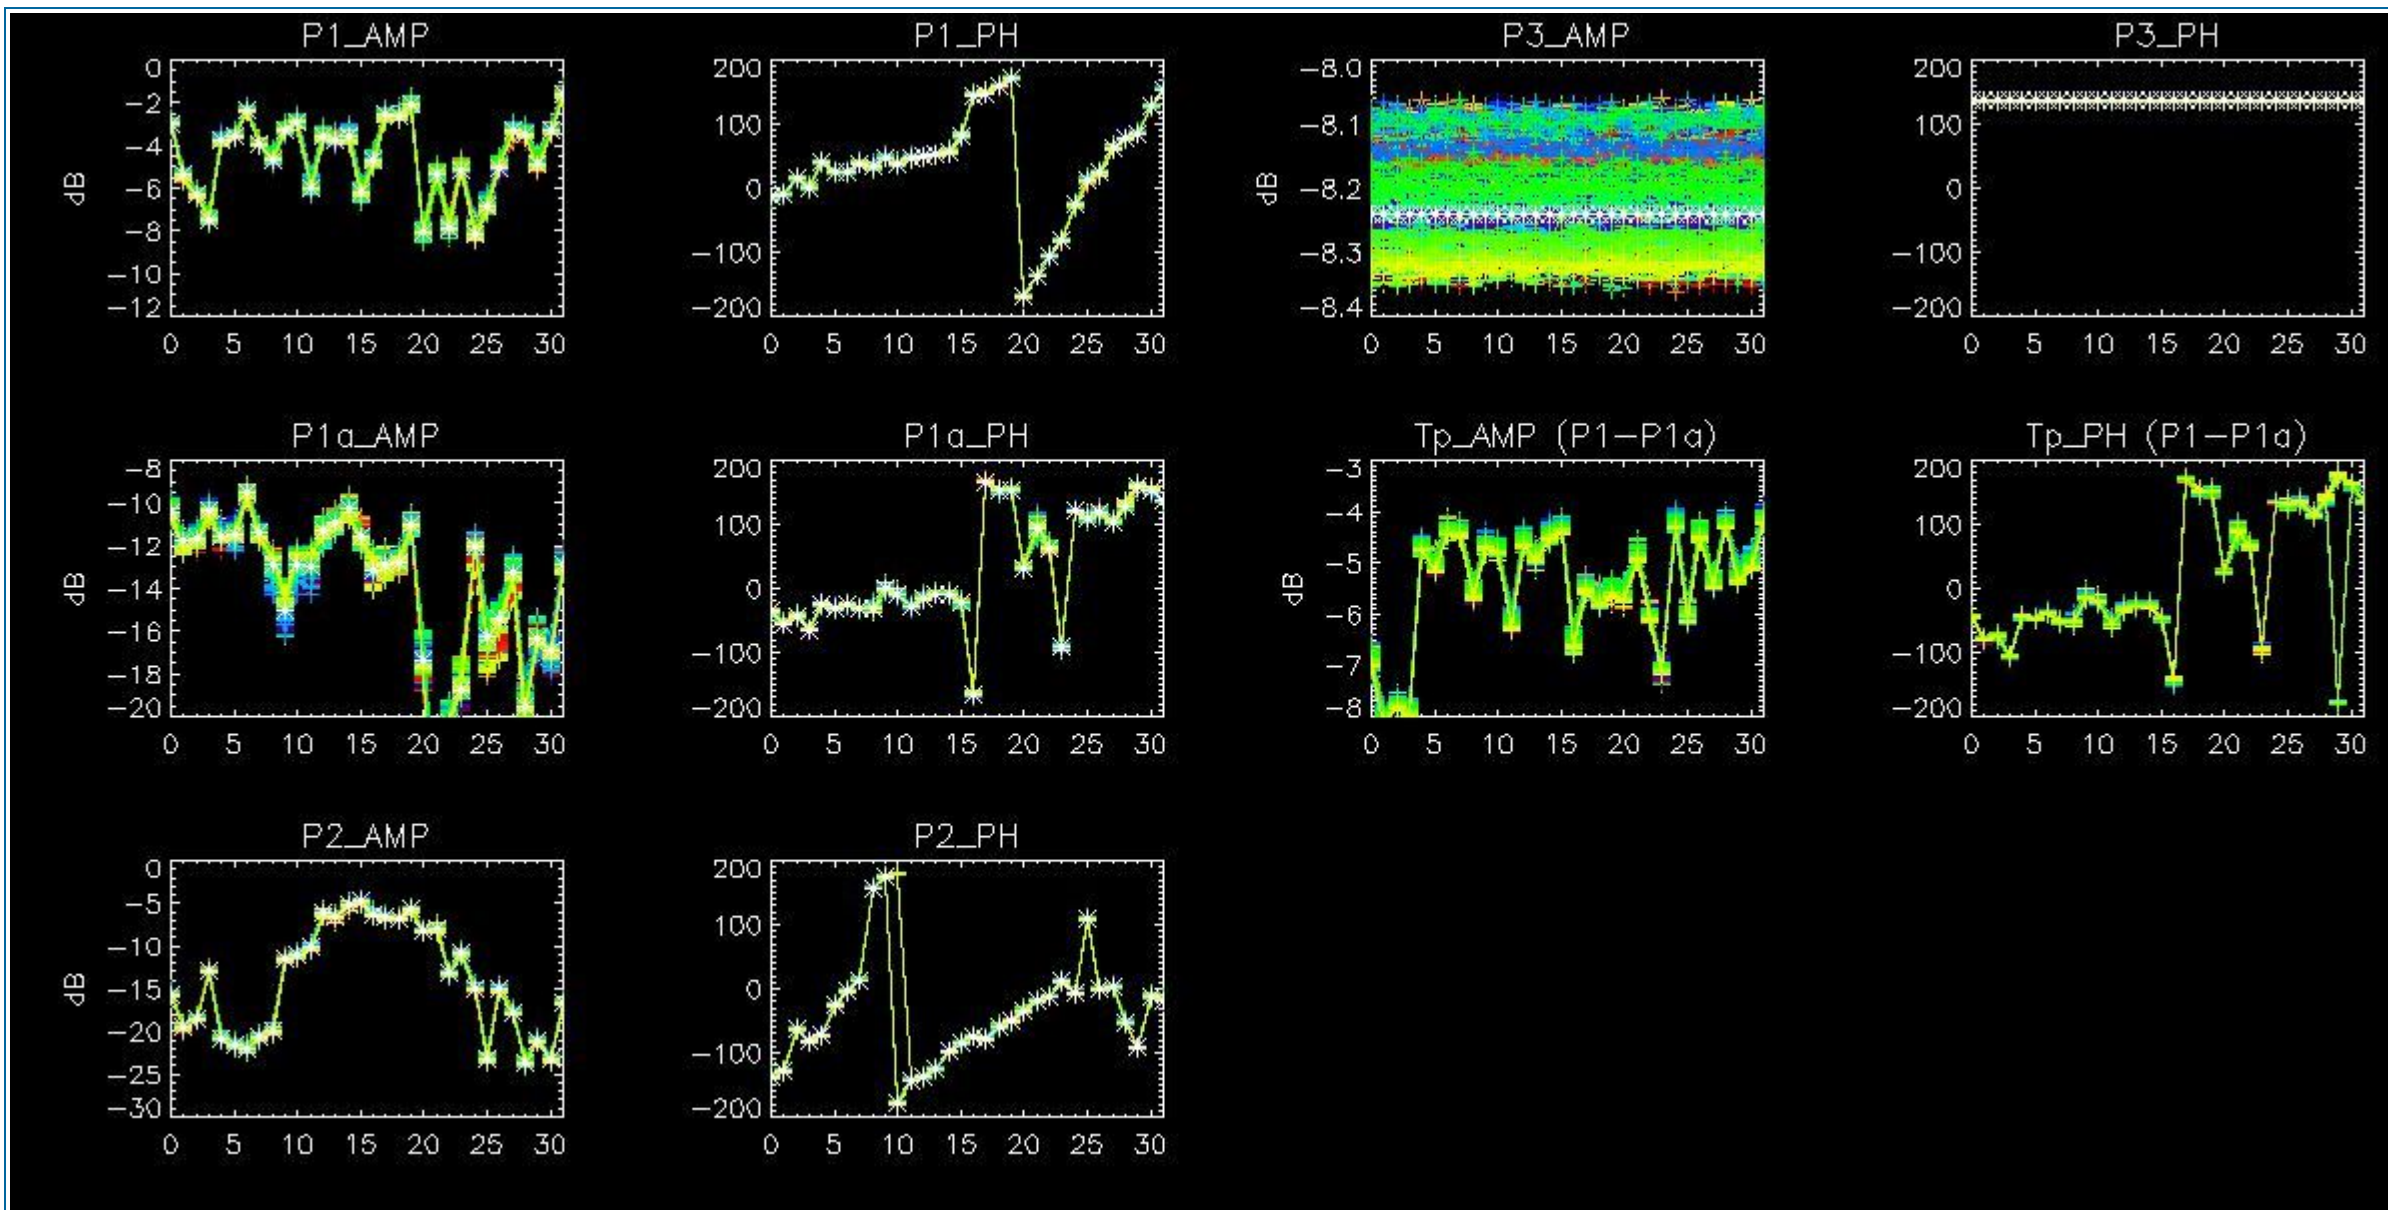 P1_AMP P1_PH P3_AMP P3_PH
0 200 −8.0 200
−2
−4 100 −8.1 100
dB −6 0 dB −8.2 0
−8
−10 −100 −8.3 −100
−12 −200 −8.4 −200
0 5 10 15 20 25 30 0 5 10 15 20 25 30 0 5 10 15 20 25 30 0 5 10 15 20 25 30
P1a_AMP P1a_PH Tp_AMP (P1−P1a) Tp_PH (P1−P1a)
−8 200 −3 200
−10
−12 100 −4 100
dB −14 0 dB −5 0
−16 −6
−18 −100 −7 −100
−20 −200 −8 −200
0 5 10 15 20 25 30 0 5 10 15 20 25 30 0 5 10 15 20 25 30 0 5 10 15 20 25 30
P2_AMP P2_PH
0 200
−5
−10 100
dB −15 0
−20
−25 −100
−30 −200
0 5 10 15 20 25 30 0 5 10 15 20 25 30